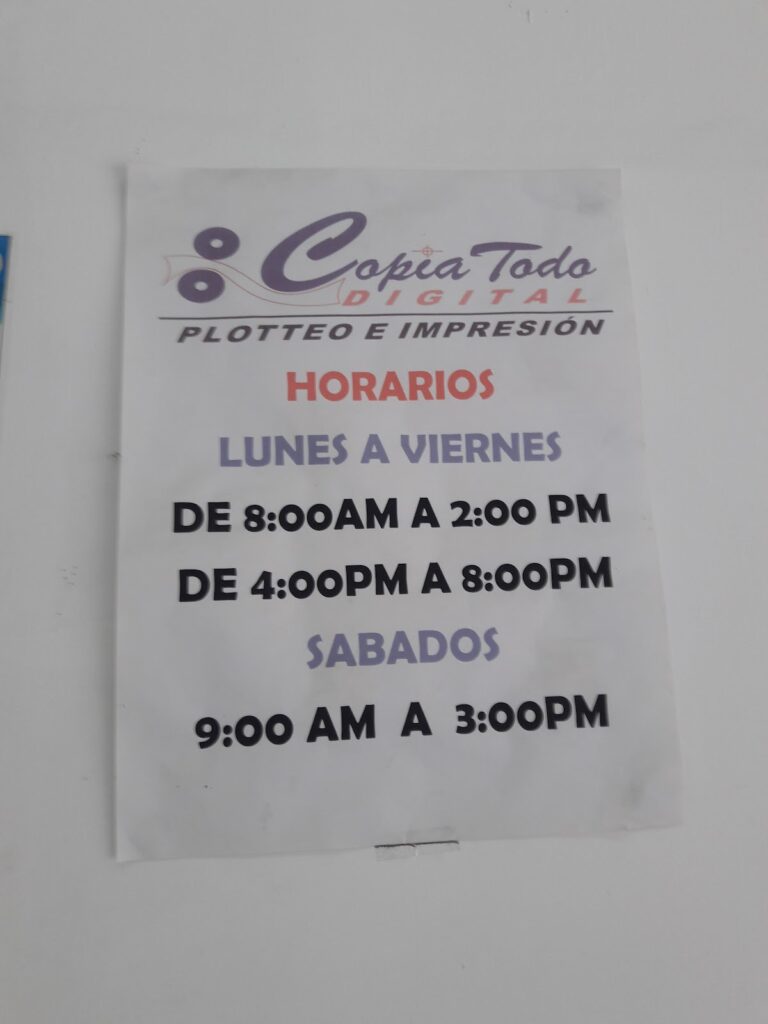 Copia Todo
DIGITAL
PLOTTEO E IMPRESIÓN
HORARIOS
LUNES A VIERNES
DE 8:00AM A 2:00 PM
DE 4:00PM A 8:00PM
SABADOS
9:00 AM A 3:00PM